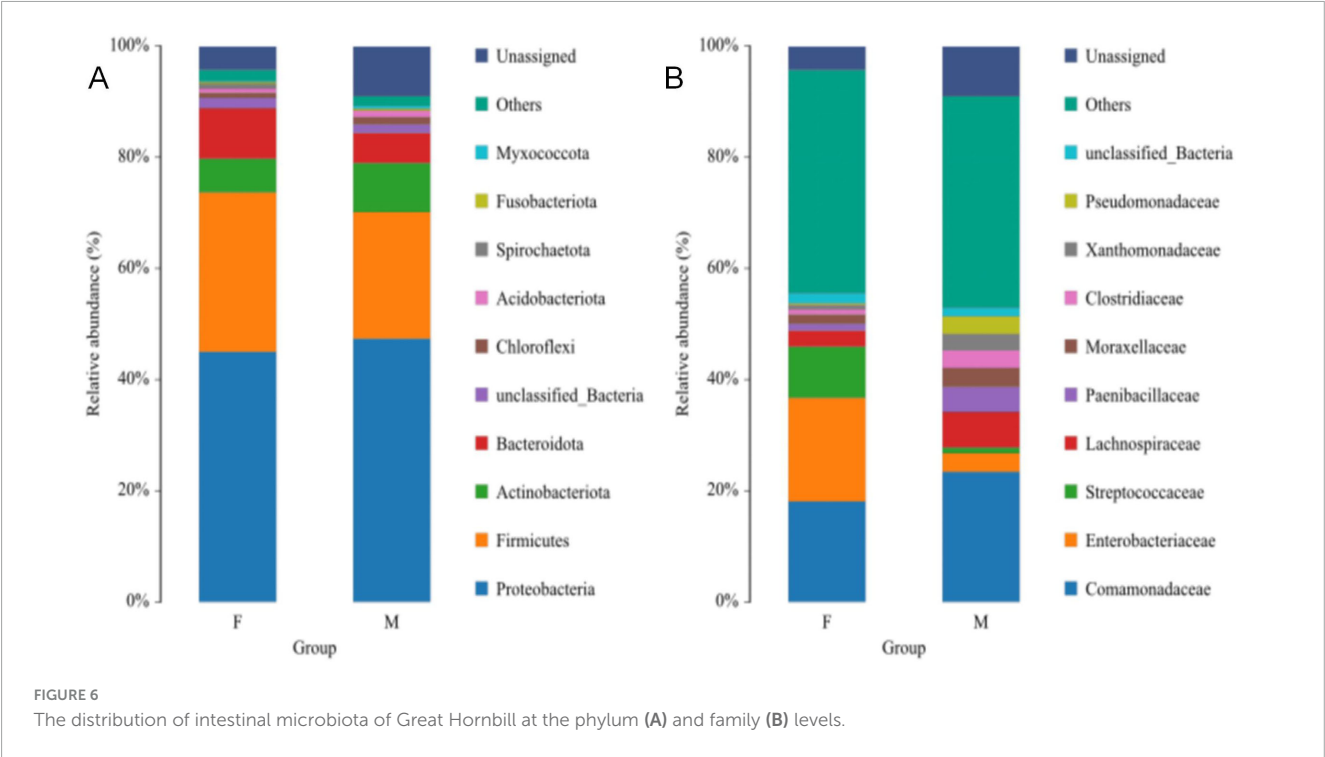 A
Relative abundance (%)
100%
80%
60%
40%
20%
0%
F
M
Group
Unassigned
Others
Myxococcota
Fusobacteriota
Spirochaetota
Acidobacteriota
Chloroflexi
unclassified_Bacteria
Bacteroidota
Actinobacteriota
Firmicutes
Proteobacteria
B
Relative abundance (%)
100%
80%
60%
40%
20%
0%
F
M
Group
Unassigned
Others
unclassified_Bacteria
Pseudomonadaceae
Xanthomonadaceae
Clostridiaceae
Moraxellaceae
Paenibacillaceae
Lachnospiraceae
Streptococcaceae
Enterobacteriaceae
Comamonadaceae
FIGURE 6
The distribution of intestinal microbiota of Great Hornbill at the phylum (A) and family (B) levels.